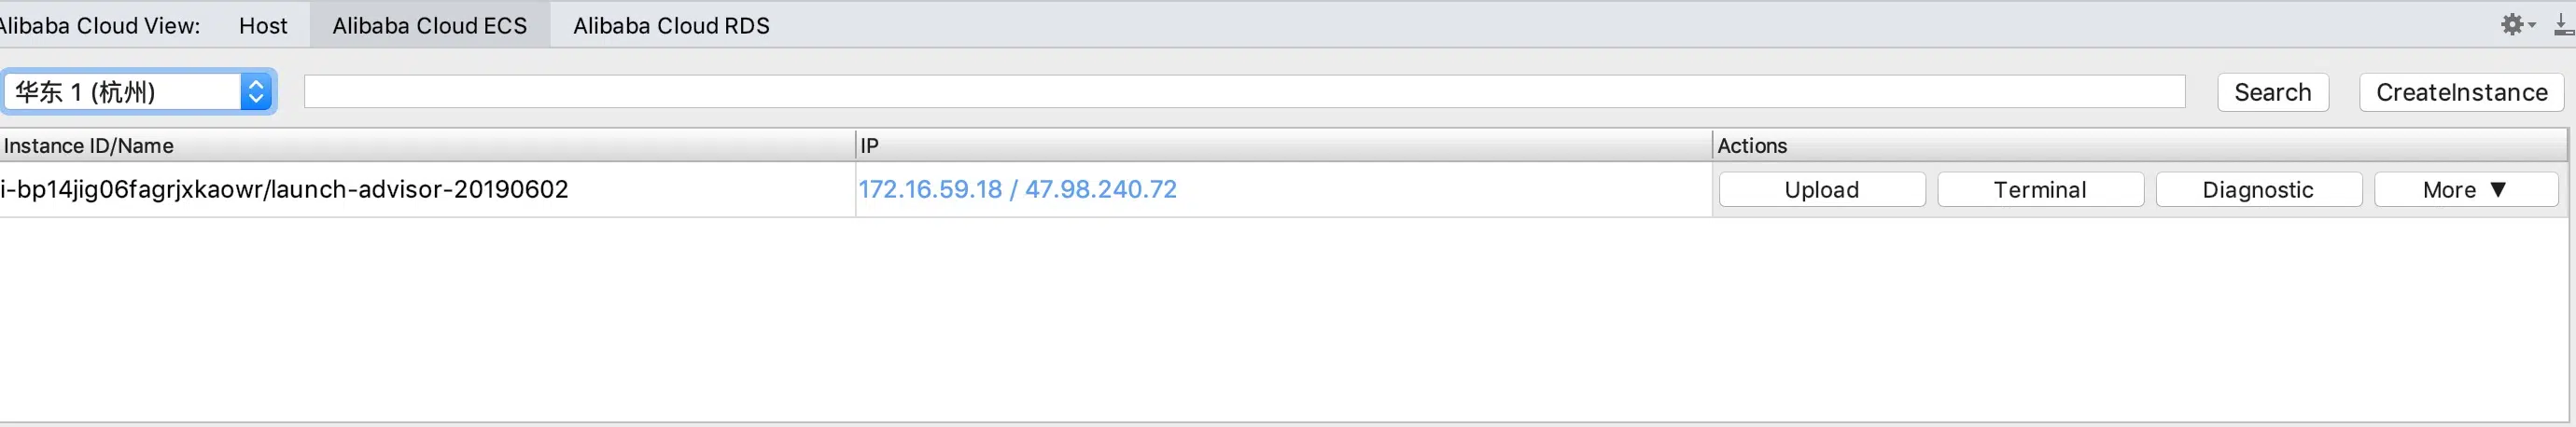 Alibaba Cloud View: Host Alibaba Cloud ECS Alibaba Cloud RDS
华东 1 (杭州) Search CreateInstance
Instance ID/Name IP Actions
i-bp14jig06fagrjxkaowr/launch-advisor-20190602 172.16.59.18 / 47.98.240.72 Upload Terminal Diagnostic More ▼